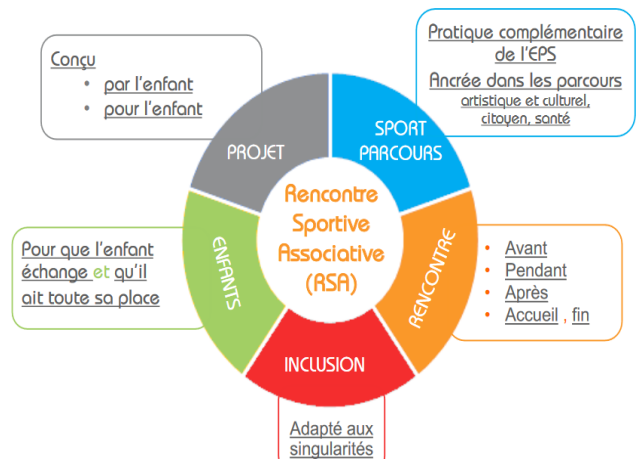 Conçu
• par l'enfant
• pour l'enfant
Pratique complémentaire
de l'EPS
Ancrée dans les parcours
artistique et culturel,
citoyen, santé
PROJET
SPORT
PARCOURS
Rencontre
Sportive
Associative
(RSA)
ENFANTS
RENCONTRE
INCLUSION
Pour que l'enfant
échange et qu'il
ait toute sa place
• Avant
• Pendant
• Après
• Accueil , fin
Adapté aux
singularités